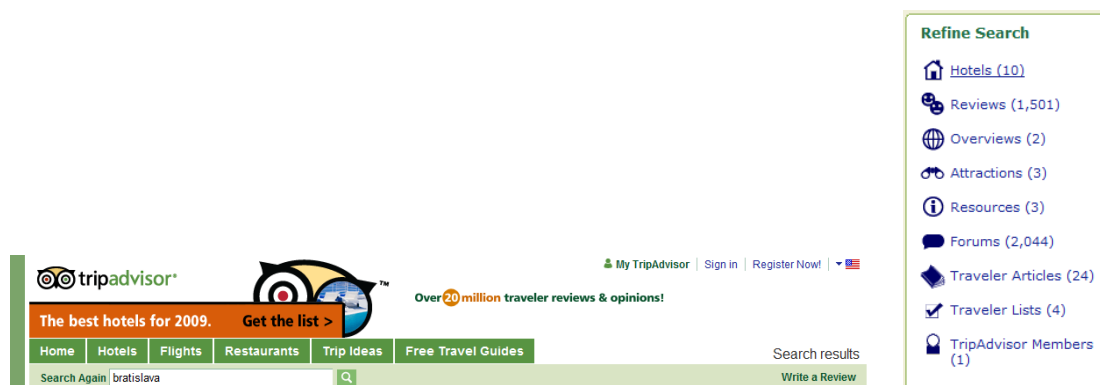 Refine Search
Hotels (10)
Reviews (1,501)
Overviews (2)
Attractions (3)
Resources (3)
Forums (2,044)
Traveler Articles (24)
Traveler Lists (4)
TripAdvisor Members
(1)
My TripAdvisor Sign in Register Now!
tripadvisor
TM
Over 20 million traveler reviews & opinions!
The best hotels for 2009. Get the list >
Home Hotels Flights Restaurants Trip Ideas Free Travel Guides
Search results
Search Again bratislava
Write a Review